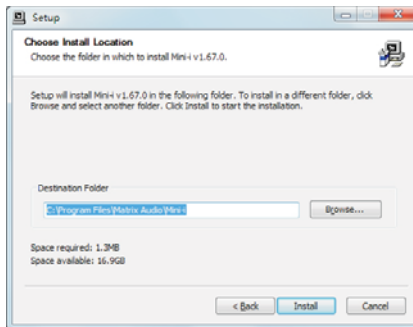 Setup
Choose Install Location
Choose the folder in which to install Mini-i v1.67.0.
Setup will install Mini-i v1.67.0 in the following folder. To install in a different folder, click
Browse and select another folder. Click Install to start the installation.
Destination Folder
C:\Program Files\Matrix Audio\Mini-i
Browse...
Space required: 1.3MB
Space available: 16.9GB
< Back
Install
Cancel